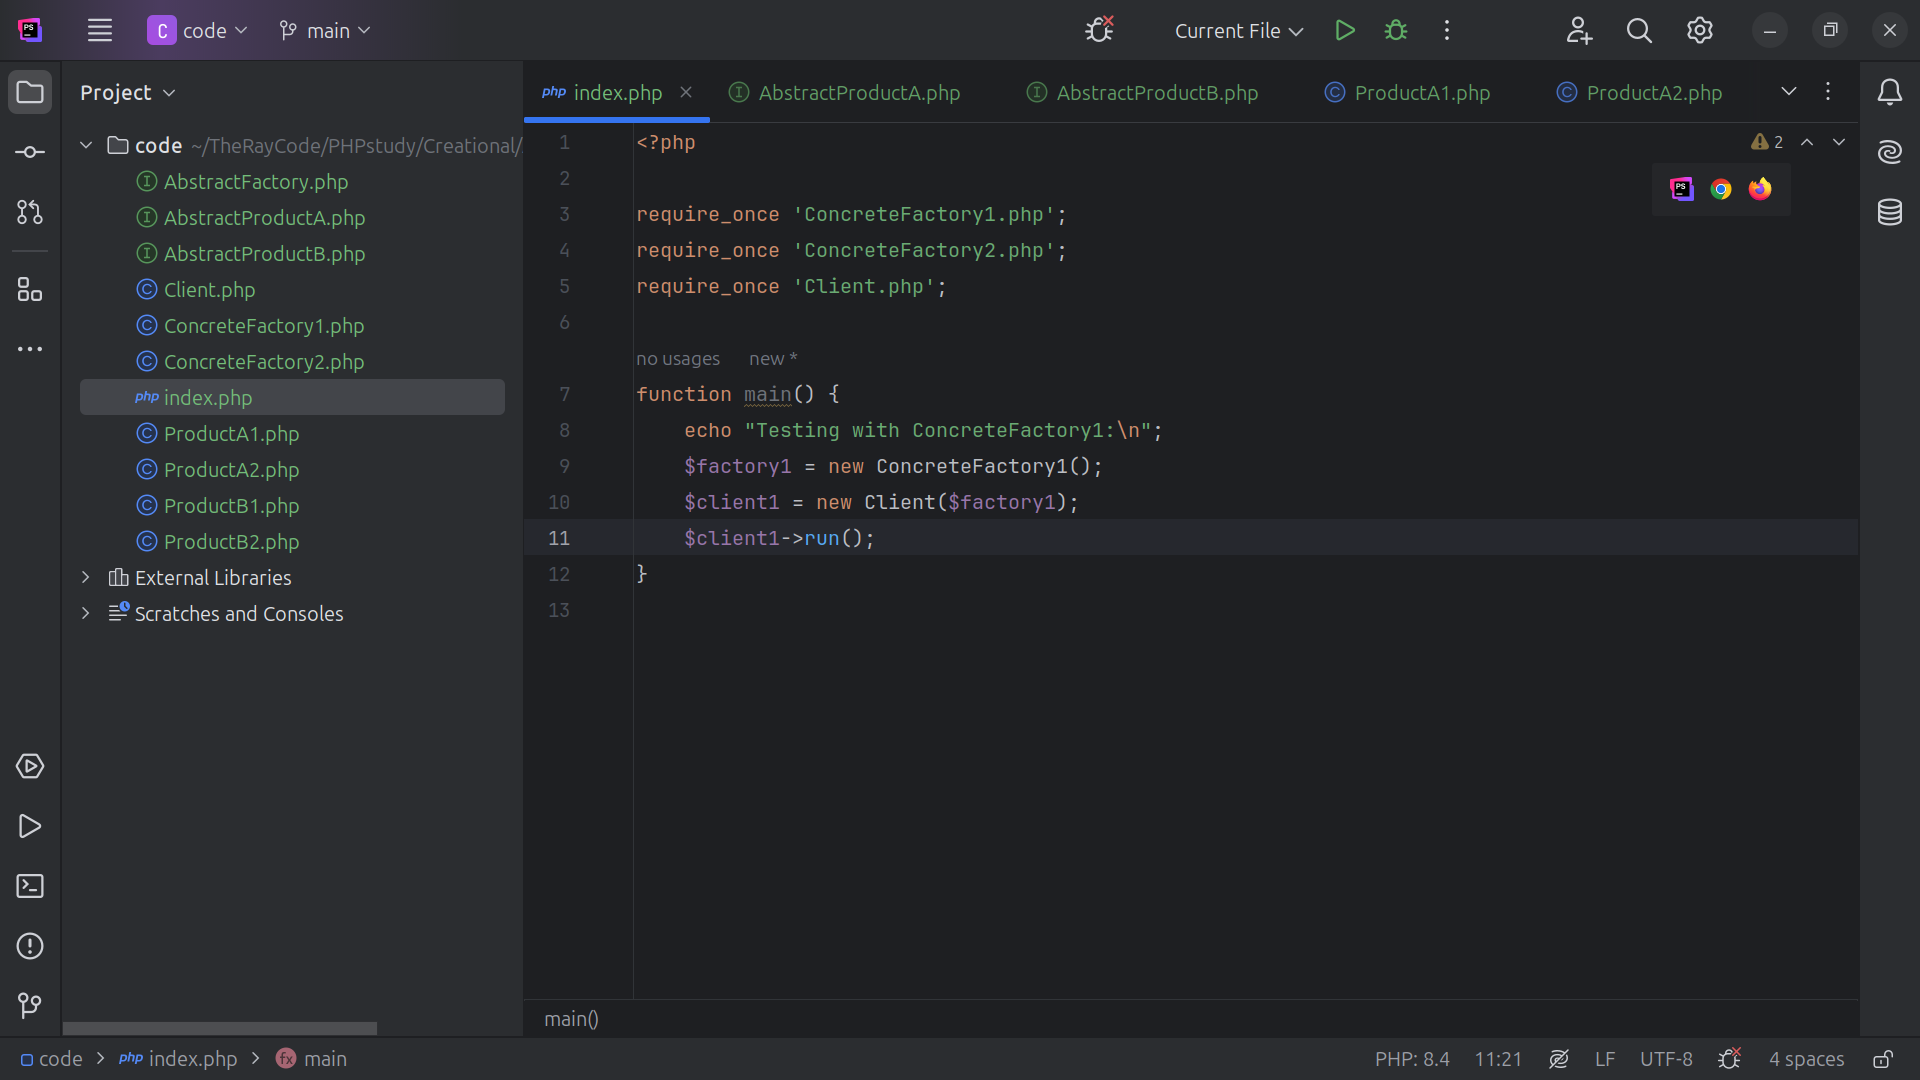 C code main Current File
Project
index.php AbstractProductA.php AbstractProductB.php ProductA1.php ProductA2.php
code ~/TheRayCode/PHPstudy/Creational/
AbstractFactory.php
AbstractProductA.php
AbstractProductB.php
Client.php
ConcreteFactory1.php
ConcreteFactory2.php
php index.php
ProductA1.php
ProductA2.php
ProductB1.php
ProductB2.php
External Libraries
Scratches and Consoles
2
1 <?php
2
3 require_once 'ConcreteFactory1.php';
4 require_once 'ConcreteFactory2.php';
5 require_once 'Client.php';
6
no usages new *
7 function main() {
8     echo "Testing with ConcreteFactory1:\n";
9     $factory1 = new ConcreteFactory1();
10     $client1 = new Client($factory1);
11     $client1->run();
12 }
13
main()
code > php index.php > fx main PHP: 8.4 11:21 LF UTF-8 4 spaces